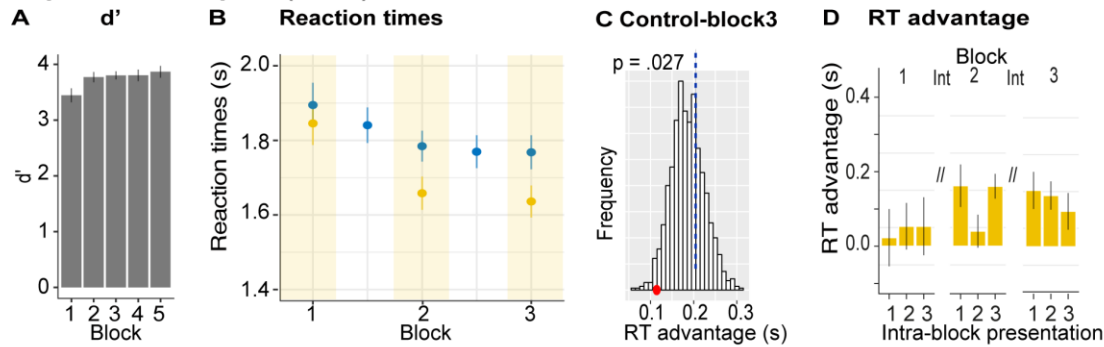 A d'
4
3
2
1
0
d'
1 2 3 4 5
Block
B Reaction times
2.0
1.8
1.6
1.4
Reaction times (s)
1 2 3
Block
C Control-block3
p = .027
Frequency
0.1 0.2 0.3
RT advantage (s)
D RT advantage
Block
1 Int 2 Int 3
0.4
0.2
0.0
// //
RT advantage (s)
1 2 3 1 2 3 1 2 3
Intra-block presentation